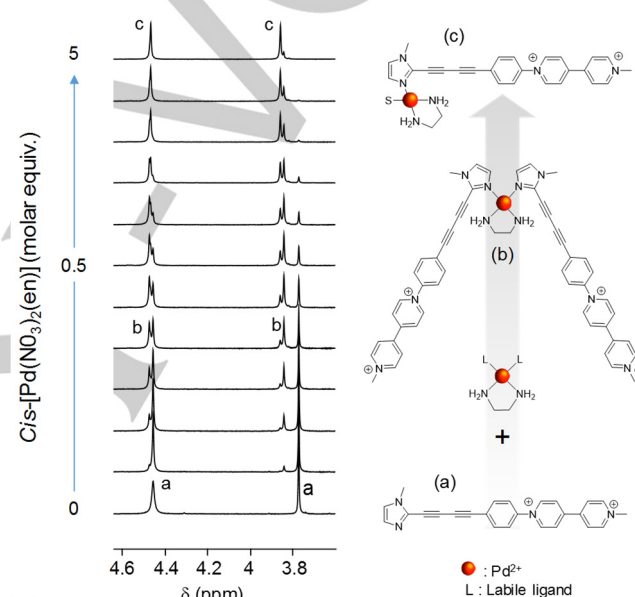 c
c
5
Cis-[Pd(N0₃)₂(en)] (molar equiv.)
0.5
b
b
0
a
a
4.6 4.4 4.2 4 3.8
δ (ppm)
(c)
N
N
N⊕
N⊕
S
NH₂
H₂N
N
N
N
N
H₂N NH₂
(b)
⊕N
N⊕
⊕N
N⊕
L L
H₂N NH₂
+
(a)
N
N
N⊕
N⊕
: Pd²⁺
L : Labile ligand